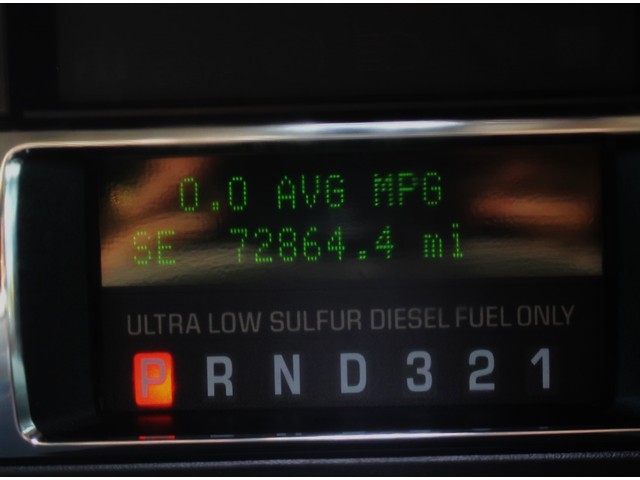 0.0 AVG MPG
SE 72864.4 mi
ULTRA LOW SULFUR DIESEL FUEL ONLY
P R N D 3 2 1